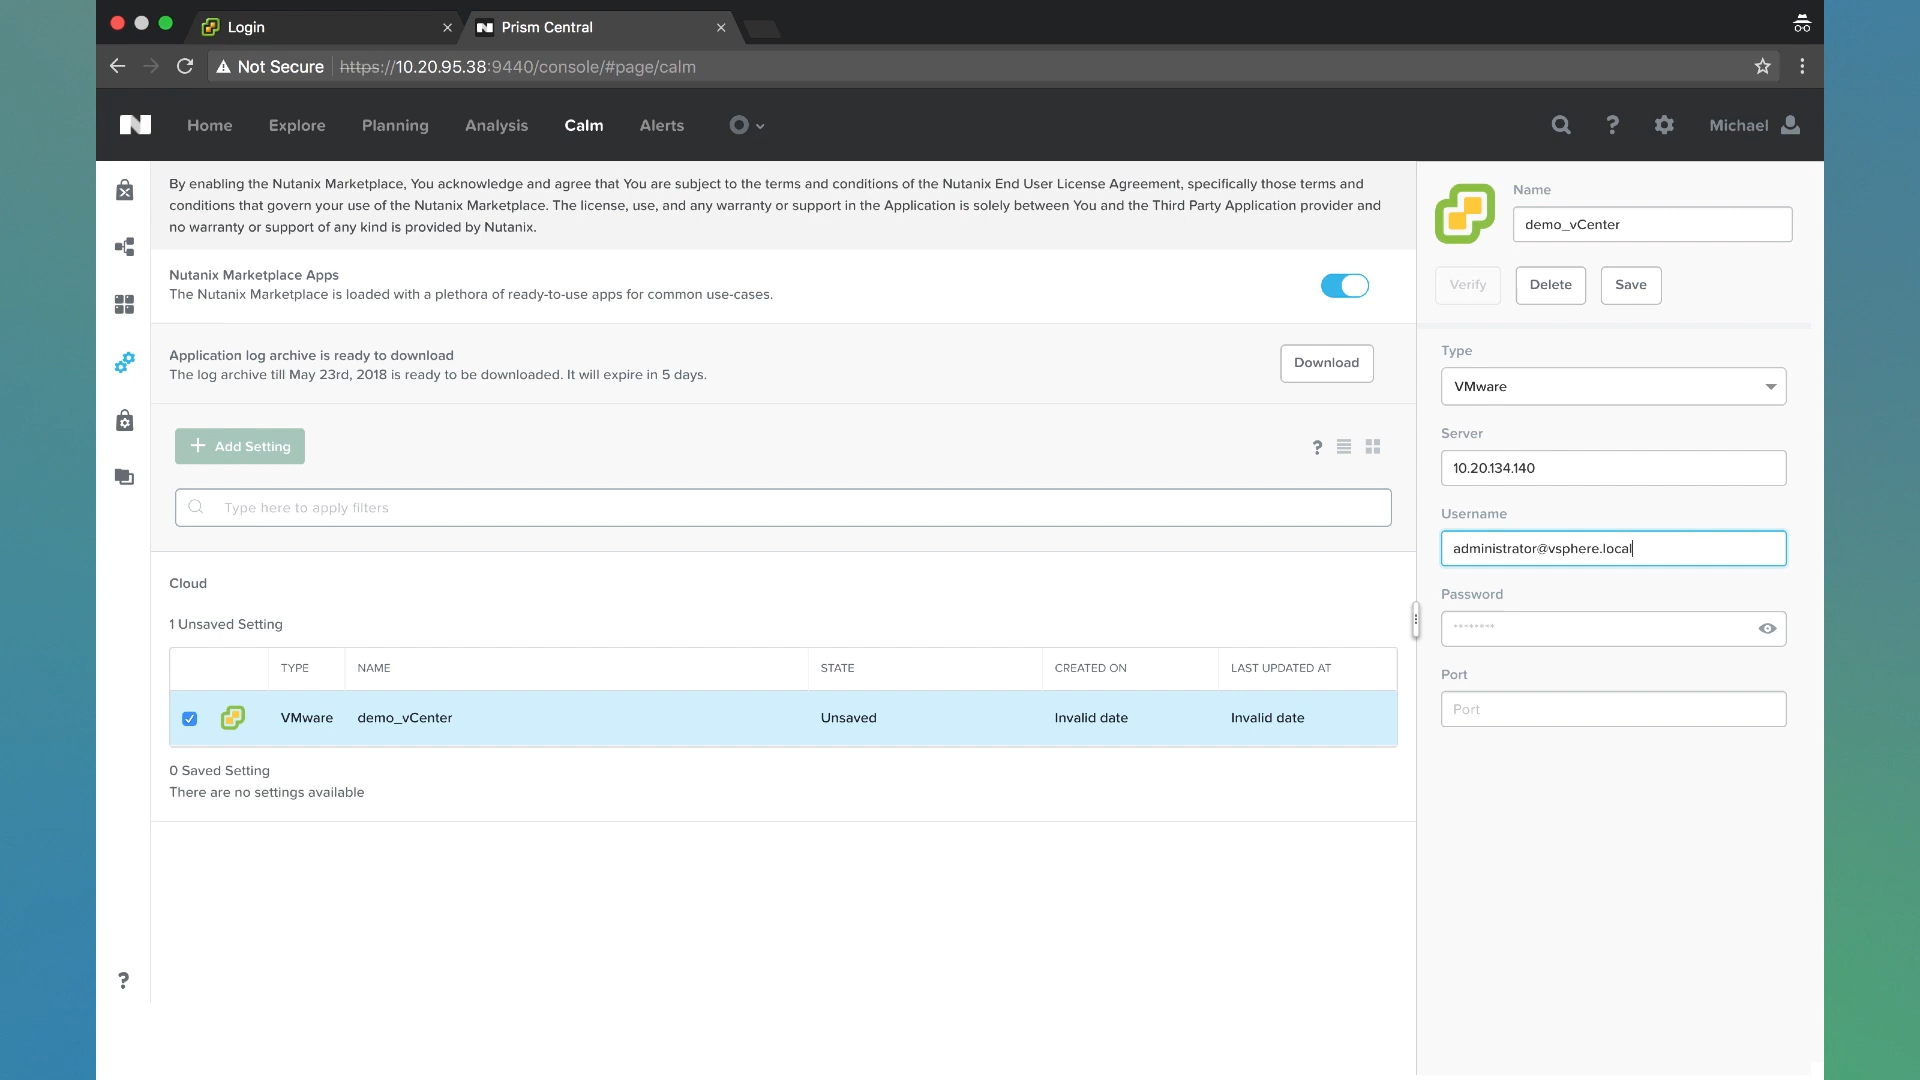 Login
Prism Central
Not Secure https://10.20.95.38:9440/console/#page/calm
Home Explore Planning Analysis Calm Alerts
? Michael
By enabling the Nutanix Marketplace, You acknowledge and agree that You are subject to the terms and conditions of the Nutanix End User License Agreement, specifically those terms and
conditions that govern your use of the Nutanix Marketplace. The license, use, and any warranty or support in the Application is solely between You and the Third Party Application provider and
no warranty or support of any kind is provided by Nutanix.
Nutanix Marketplace Apps
The Nutanix Marketplace is loaded with a plethora of ready-to-use apps for common use-cases.
Application log archive is ready to download
The log archive till May 23rd, 2018 is ready to be downloaded. It will expire in 5 days.
Download
+ Add Setting
?
Type here to apply filters
Cloud
1 Unsaved Setting
TYPE NAME STATE CREATED ON LAST UPDATED AT
VMware demo_vCenter Unsaved Invalid date Invalid date
0 Saved Setting
There are no settings available
?
Name
demo_vCenter
Verify Delete Save
Type
VMware
Server
10.20.134.140
Username
administrator@vsphere.local
Password
********
Port
Port